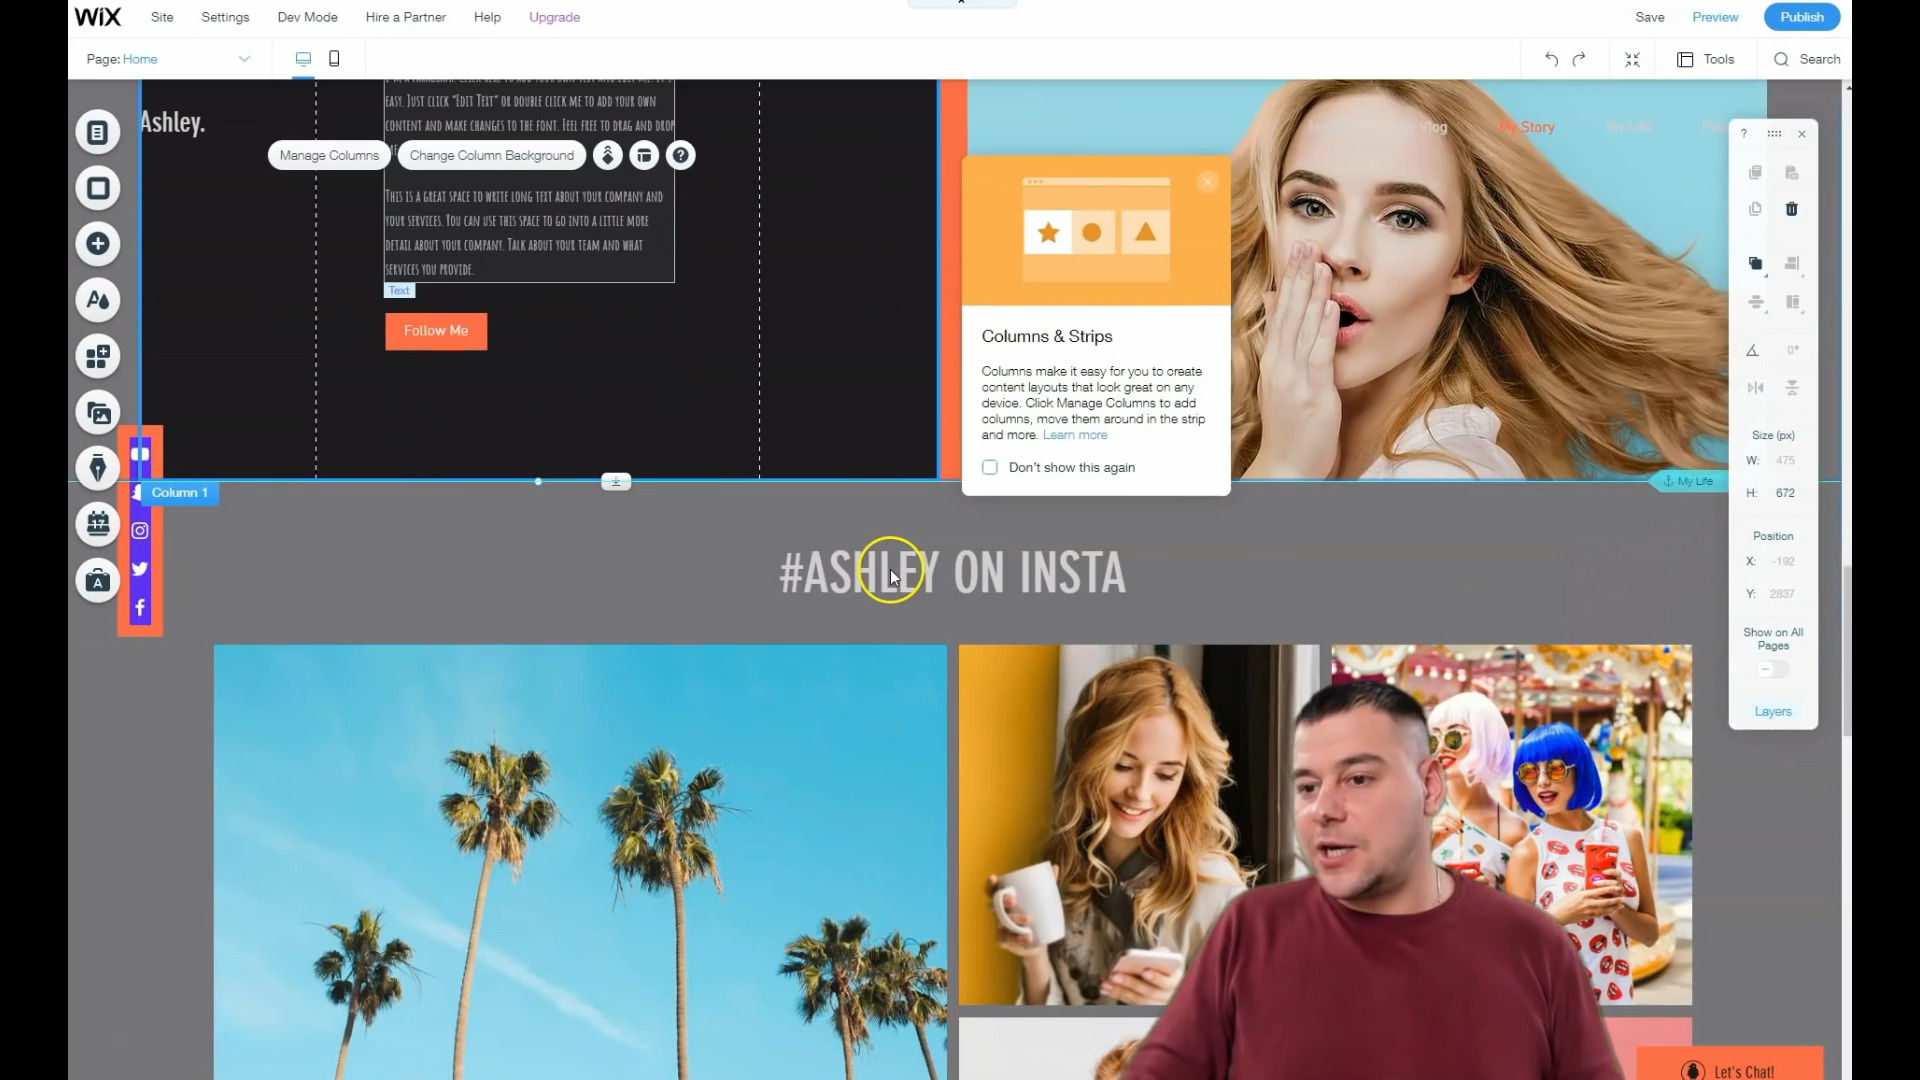 WiX
Site
Settings
Dev Mode
Hire a Partner
Help
Upgrade
Save
Preview
Publish
Page: Home
Tools
Search
EASY. JUST CLICK "EDIT TEXT" OR DOUBLE CLICK ME TO ADD YOUR OWN
CONTENT AND MAKE CHANGES TO THE FONT. FEEL FREE TO DRAG AND DROP
Ashley.
Manage Columns
Change Column Background
?
THIS IS A GREAT SPACE TO WRITE LONG TEXT ABOUT YOUR COMPANY AND
YOUR SERVICES. YOU CAN USE THIS SPACE TO GO INTO A LITTLE MORE
DETAIL ABOUT YOUR COMPANY. TALK ABOUT YOUR TEAM AND WHAT
SERVICES YOU PROVIDE.
Text
Follow Me
Vlog
My Story
My Life
Columns & Strips
Columns make it easy for you to create
content layouts that look great on any
device. Click Manage Columns to add
columns, move them around in the strip
and more. Learn more
Don't show this again
My Life
Column 1
17
A
#ASHLEY ON INSTA
?
0°
Size (px)
W: 475
H: 672
Position
X: -192
Y: 2837
Show on All
Pages
Layers
Let's Chat!